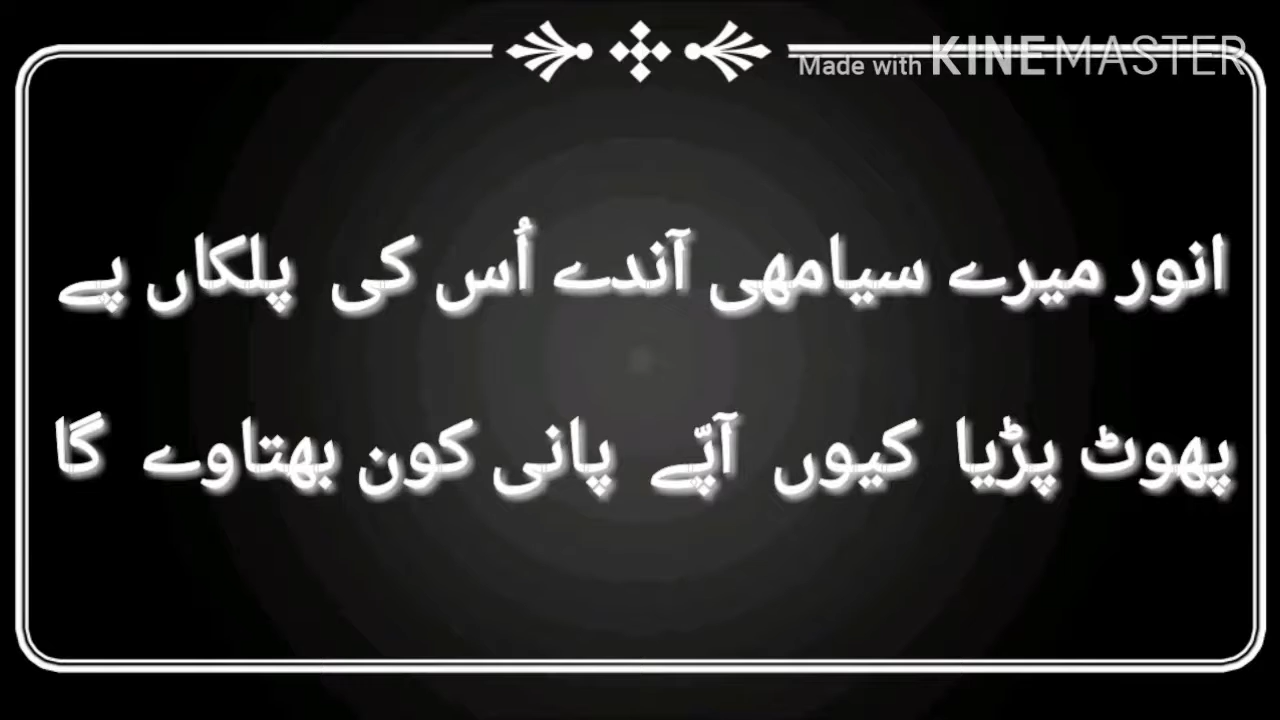 Made with KINEMASTER
انور میرے سیامھی آندے اُس کی پلکاں پے
پھوٹ پڑیا کیوں آپّے پانی کون بھتاوے گا